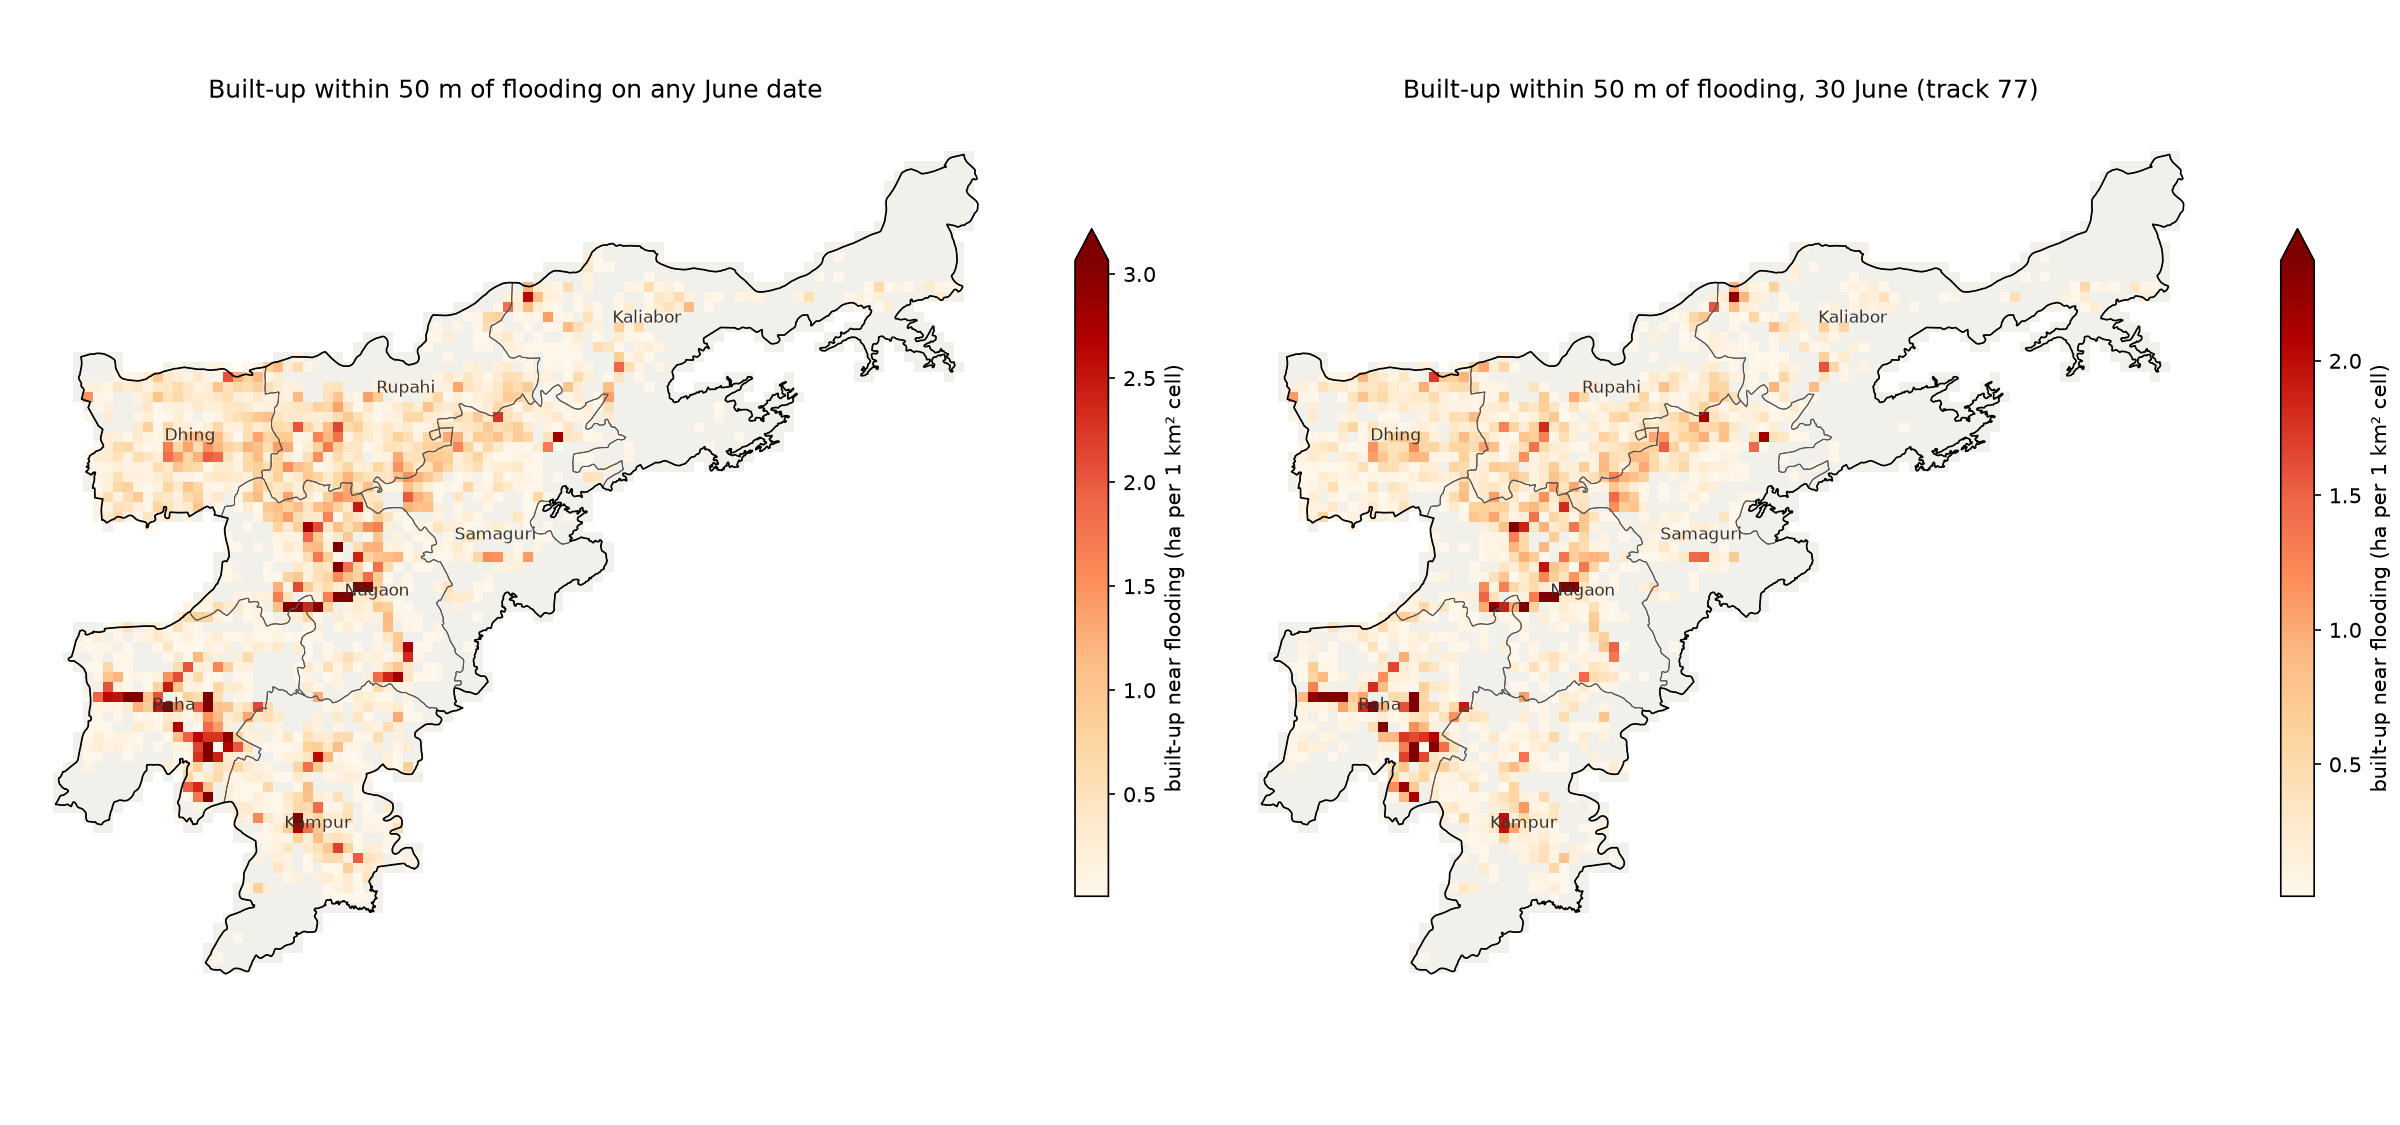 Built-up within 50 m of flooding on any June date
Kaliabor
Rupahi
Dhing
Samaguri
Nagaon
Raha
Kampur
3.0
2.5
2.0
1.5
1.0
0.5
built-up near flooding (ha per 1 km² cell)
Built-up within 50 m of flooding, 30 June (track 77)
Kaliabor
Rupahi
Dhing
Samaguri
Nagaon
Raha
Kampur
2.0
1.5
1.0
0.5
built-up near flooding (ha per 1 km² cell)